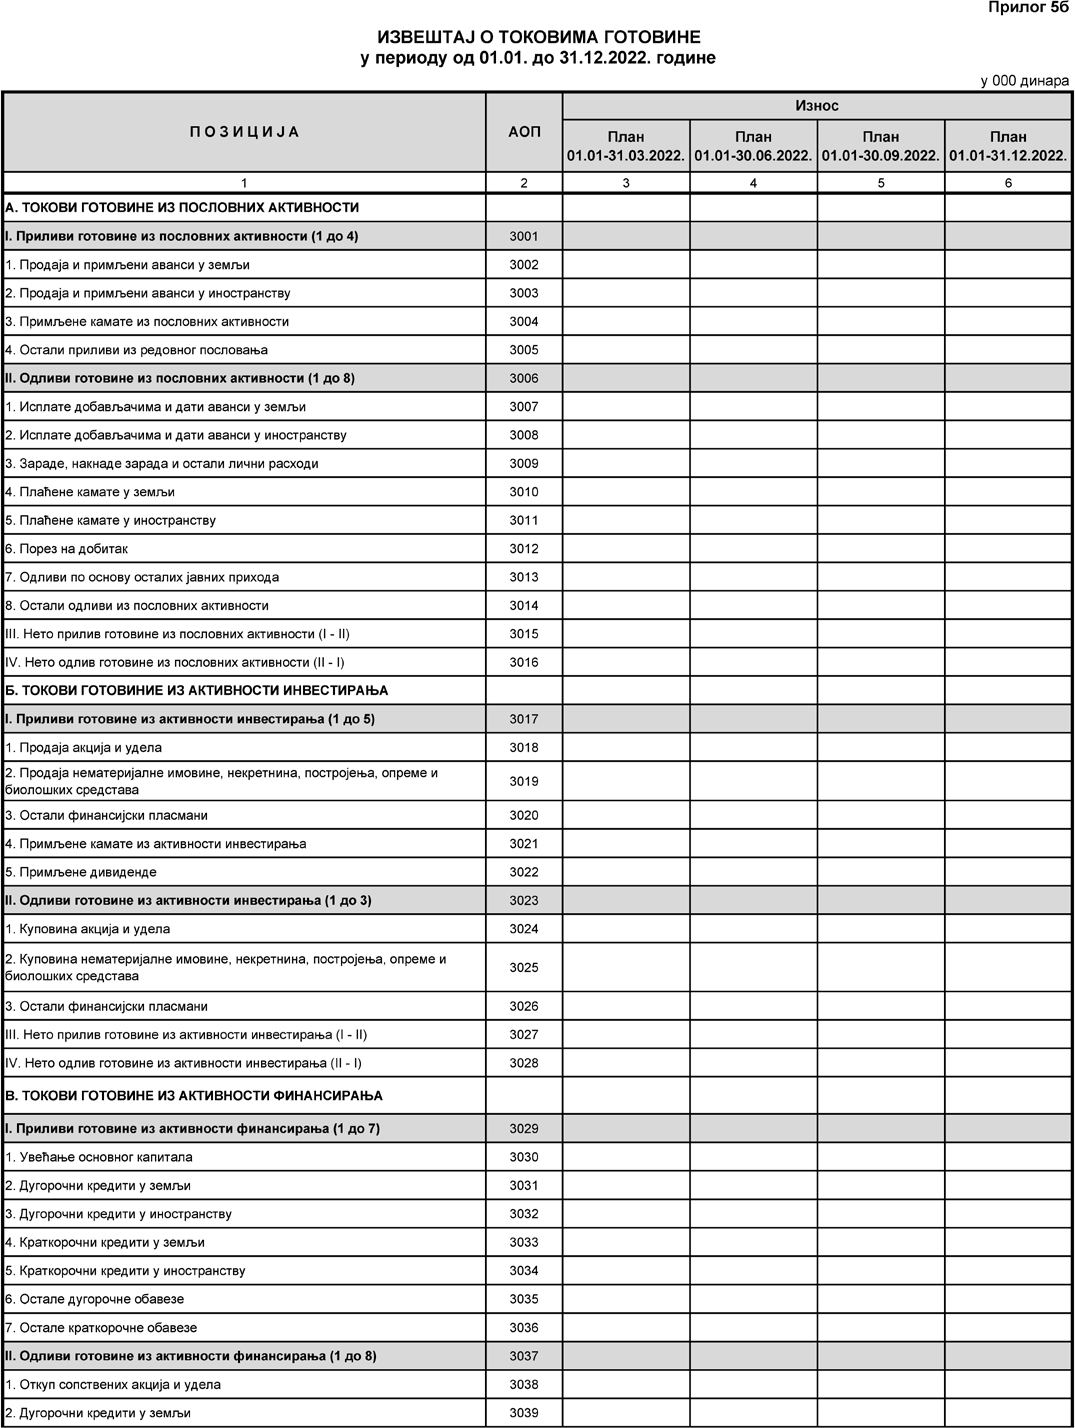 Прилог 5б
ИЗВЕШТАЈ О ТОКОВИМА ГОТОВИНЕ
у периоду од 01.01. до 31.12.2022. године
у 000 динара
П О З И Ц И Ј А АОП Износ
План План План План
01.01-31.03.2022. 01.01-30.06.2022. 01.01-30.09.2022. 01.01-31.12.2022.
1 2 3 4 5 6
А. ТОКОВИ ГОТОВИНЕ ИЗ ПОСЛОВНИХ АКТИВНОСТИ
I. Приливи готовине из пословних активности (1 до 4) 3001
1. Продаја и примљени аванси у земљи 3002
2. Продаја и примљени аванси у иностранству 3003
3. Примљене камате из пословних активности 3004
4. Остали приливи из редовног пословања 3005
II. Одливи готовине из пословних активности (1 до 8) 3006
1. Исплате добављачима и дати аванси у земљи 3007
2. Исплате добављачима и дати аванси у иностранству 3008
3. Зараде, накнаде зарада и остали лични расходи 3009
4. Плаћене камате у земљи 3010
5. Плаћене камате у иностранству 3011
6. Порез на добитак 3012
7. Одливи по основу осталих јавних прихода 3013
8. Остали одливи из пословних активности 3014
III. Нето прилив готовине из пословних активности (I - II) 3015
IV. Нето одлив готовине из пословних активности (II - I) 3016
Б. ТОКОВИ ГОТОВИНИЕ ИЗ АКТИВНОСТИ ИНВЕСТИРАЊА
I. Приливи готовине из активности инвестирања (1 до 5) 3017
1. Продаја акција и удела 3018
2. Продаја нематеријалне имовине, некретнина, постројења, опреме и
биолошких средстава 3019
3. Остали финансијски пласмани 3020
4. Примљене камате из активности инвестирања 3021
5. Примљене дивиденде 3022
II. Одливи готовине из активности инвестирања (1 до 3) 3023
1. Куповина акција и удела 3024
2. Куповина нематеријалне имовине, некретнина, постројења, опреме и
биолошких средстава 3025
3. Остали финансијски пласмани 3026
III. Нето прилив готовине из активности инвестирања (I - II) 3027
IV. Нето одлив готовине из активности инвестирања (II - I) 3028
В. ТОКОВИ ГОТОВИНЕ ИЗ АКТИВНОСТИ ФИНАНСИРАЊА
I. Приливи готовине из активности финансирања (1 до 7) 3029
1. Увећање основног капитала 3030
2. Дугорочни кредити у земљи 3031
3. Дугорочни кредити у иностранству 3032
4. Краткорочни кредити у земљи 3033
5. Краткорочни кредити у иностранству 3034
6. Остале дугорочне обавезе 3035
7. Остале краткорочне обавезе 3036
II. Одливи готовине из активности финансирања (1 до 8) 3037
1. Откуп сопствених акција и удела 3038
2. Дугорочни кредити у земљи 3039